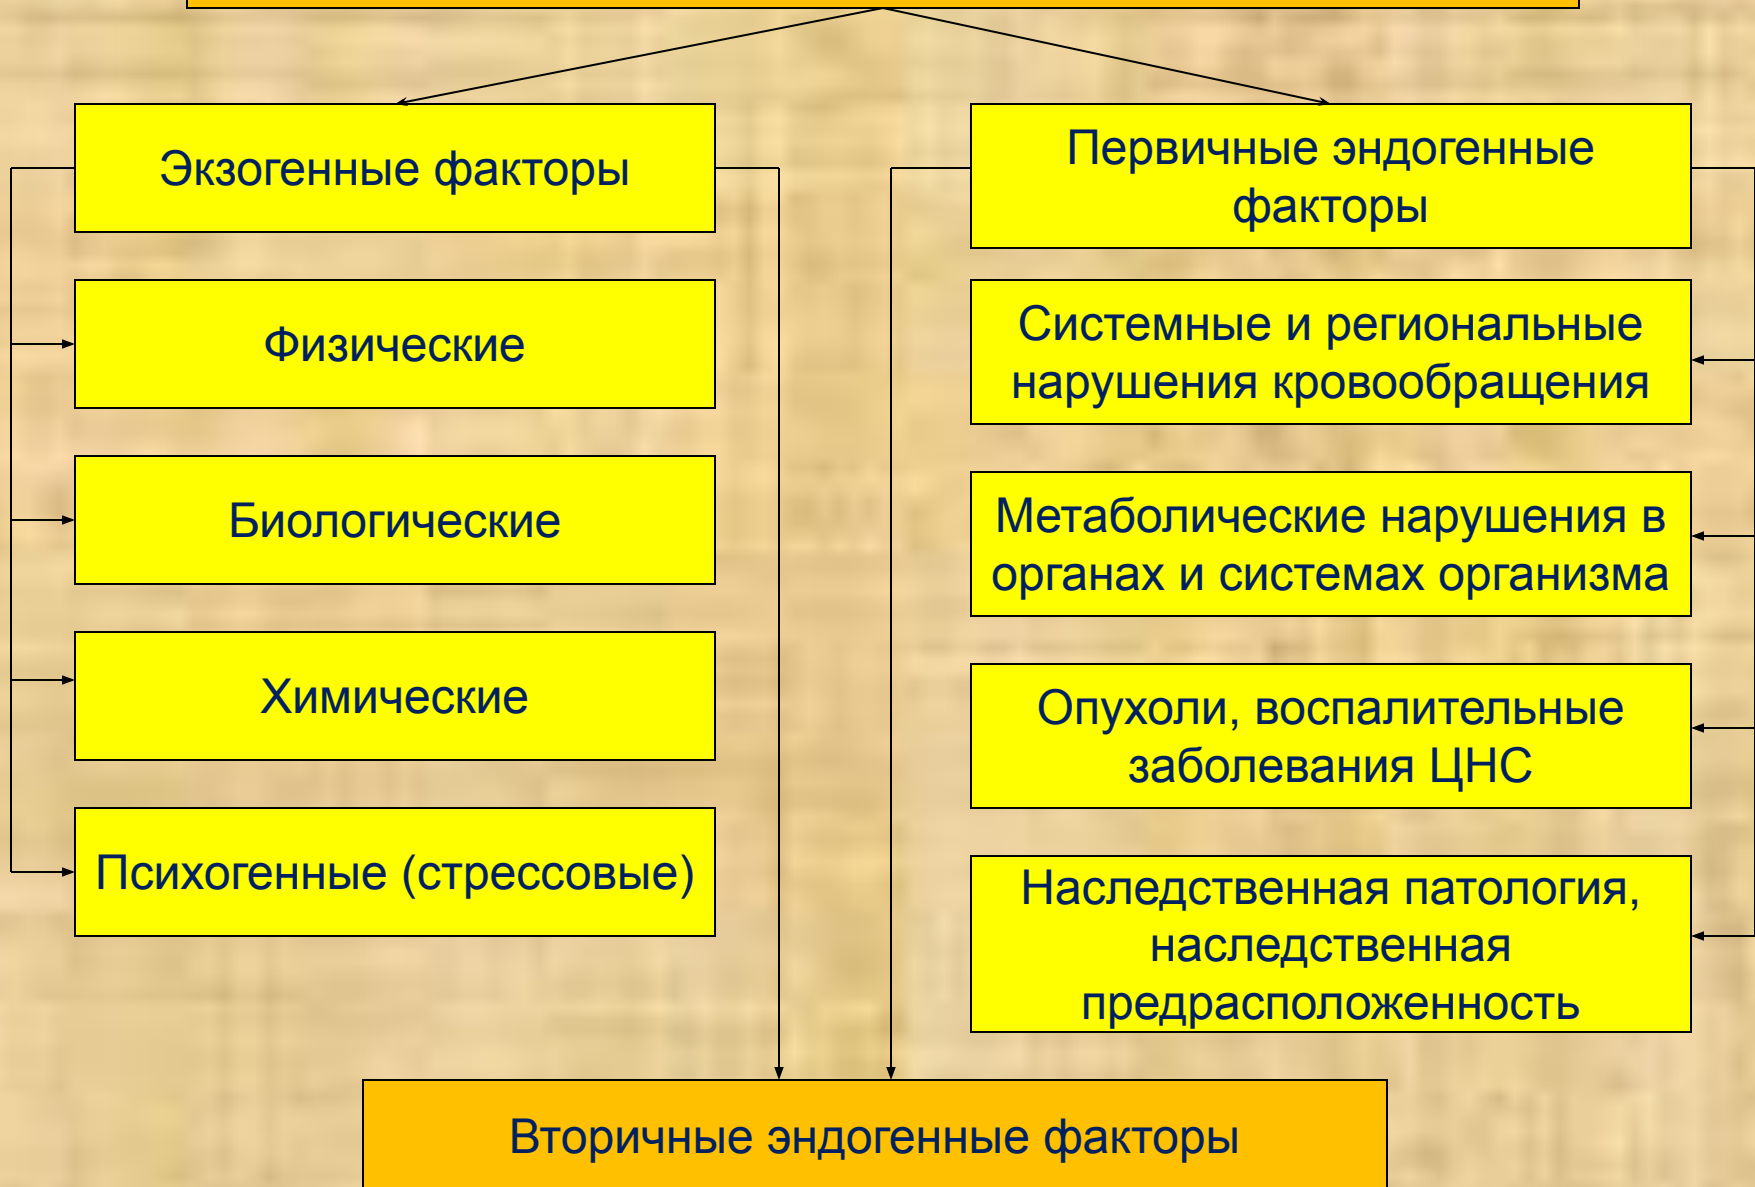 Экзогенные факторы
Физические
Биологические
Химические
Психогенные (стрессовые)
Первичные эндогенные
факторы
Системные и региональные
нарушения кровообращения
Метаболические нарушения в
органах и системах организма
Опухоли, воспалительные
заболевания ЦНС
Наследственная патология,
наследственная
предрасположенность
Вторичные эндогенные факторы